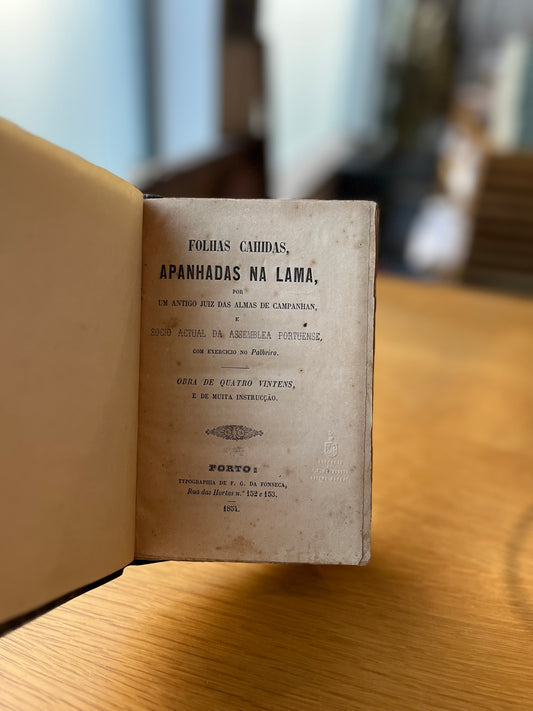 FOLHAS CAHIDAS,
APANHADAS NA LAMA,
POR
UM ANTIGO JUIZ DAS ALMAS DE CAMPANHAN,
E
SOCIO ACTUAL DA ASSEMBLEA PORTUENSE,
COM EXERCICIO NO Palheiro.
OBRA DE QUATRO VINTENS,
E DE MUITA INSTRUCÇÃO.
PORTO:
TYPOGRAPHIA DE F. G. DA FONSECA,
Rua das Hortas n.os 152 e 153.
1854.